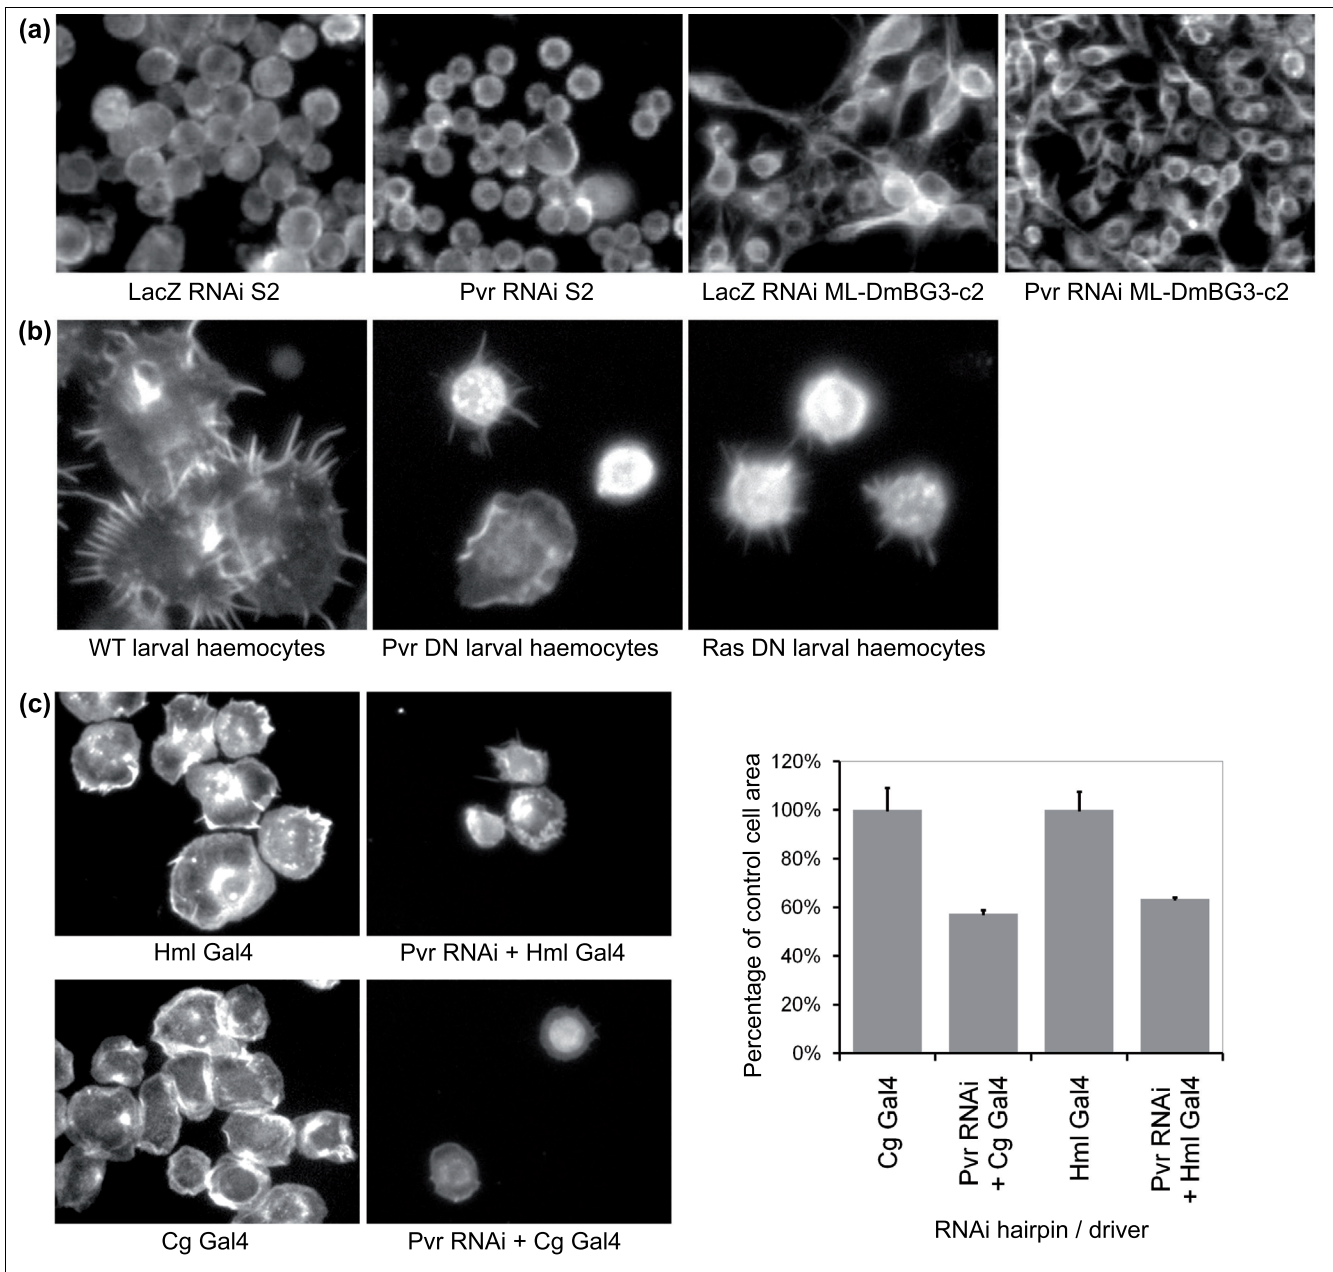 (a)
LacZ RNAi S2
Pvr RNAi S2
LacZ RNAi ML-DmBG3-c2
Pvr RNAi ML-DmBG3-c2
(b)
WT larval haemocytes
Pvr DN larval haemocytes
Ras DN larval haemocytes
(c)
Hml Gal4
Pvr RNAi + Hml Gal4
Cg Gal4
Pvr RNAi + Cg Gal4
Percentage of control cell area
120%
100%
80%
60%
40%
20%
0%
Cg Gal4
Pvr RNAi
+ Cg Gal4
Hml Gal4
Pvr RNAi
+ Hml Gal4
RNAi hairpin / driver